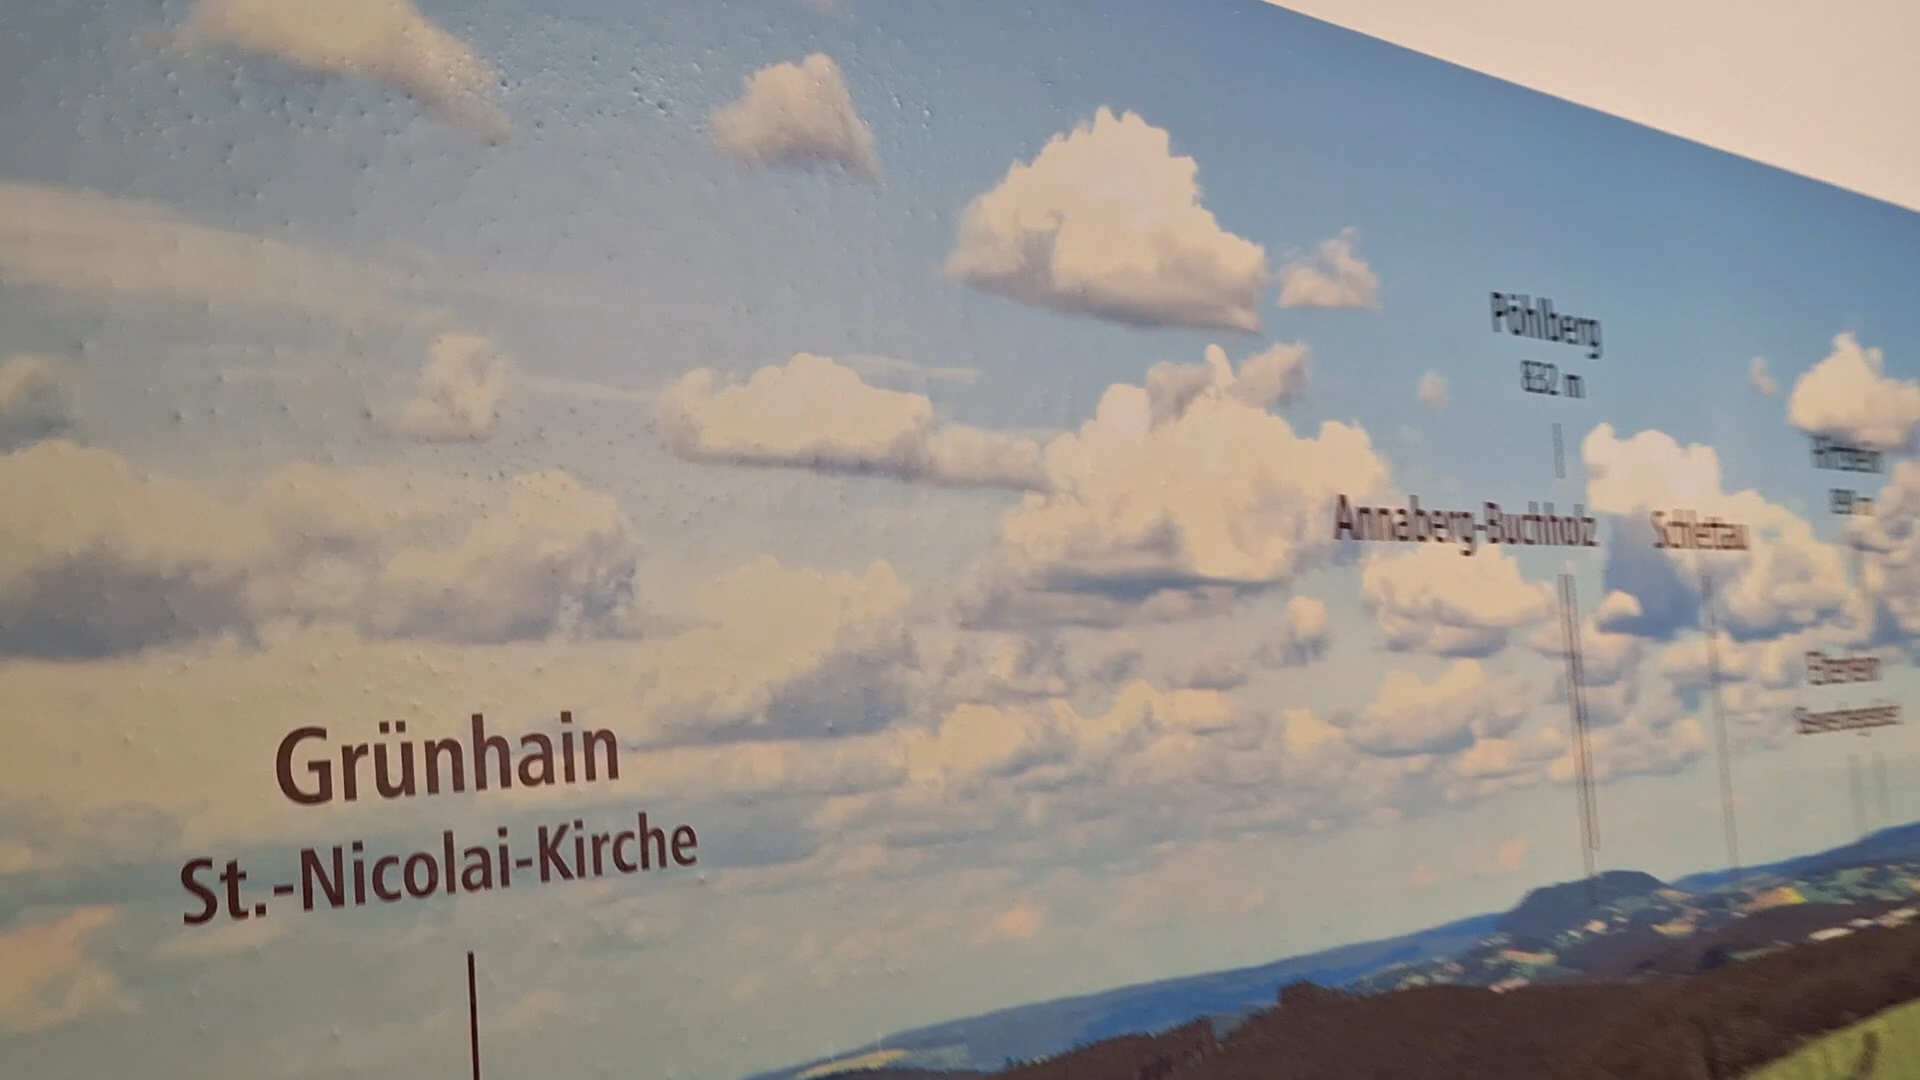 Pöhlberg
832 m
Annaberg-Buchholz
Schlettau
Grünhain
St.-Nicolai-Kirche